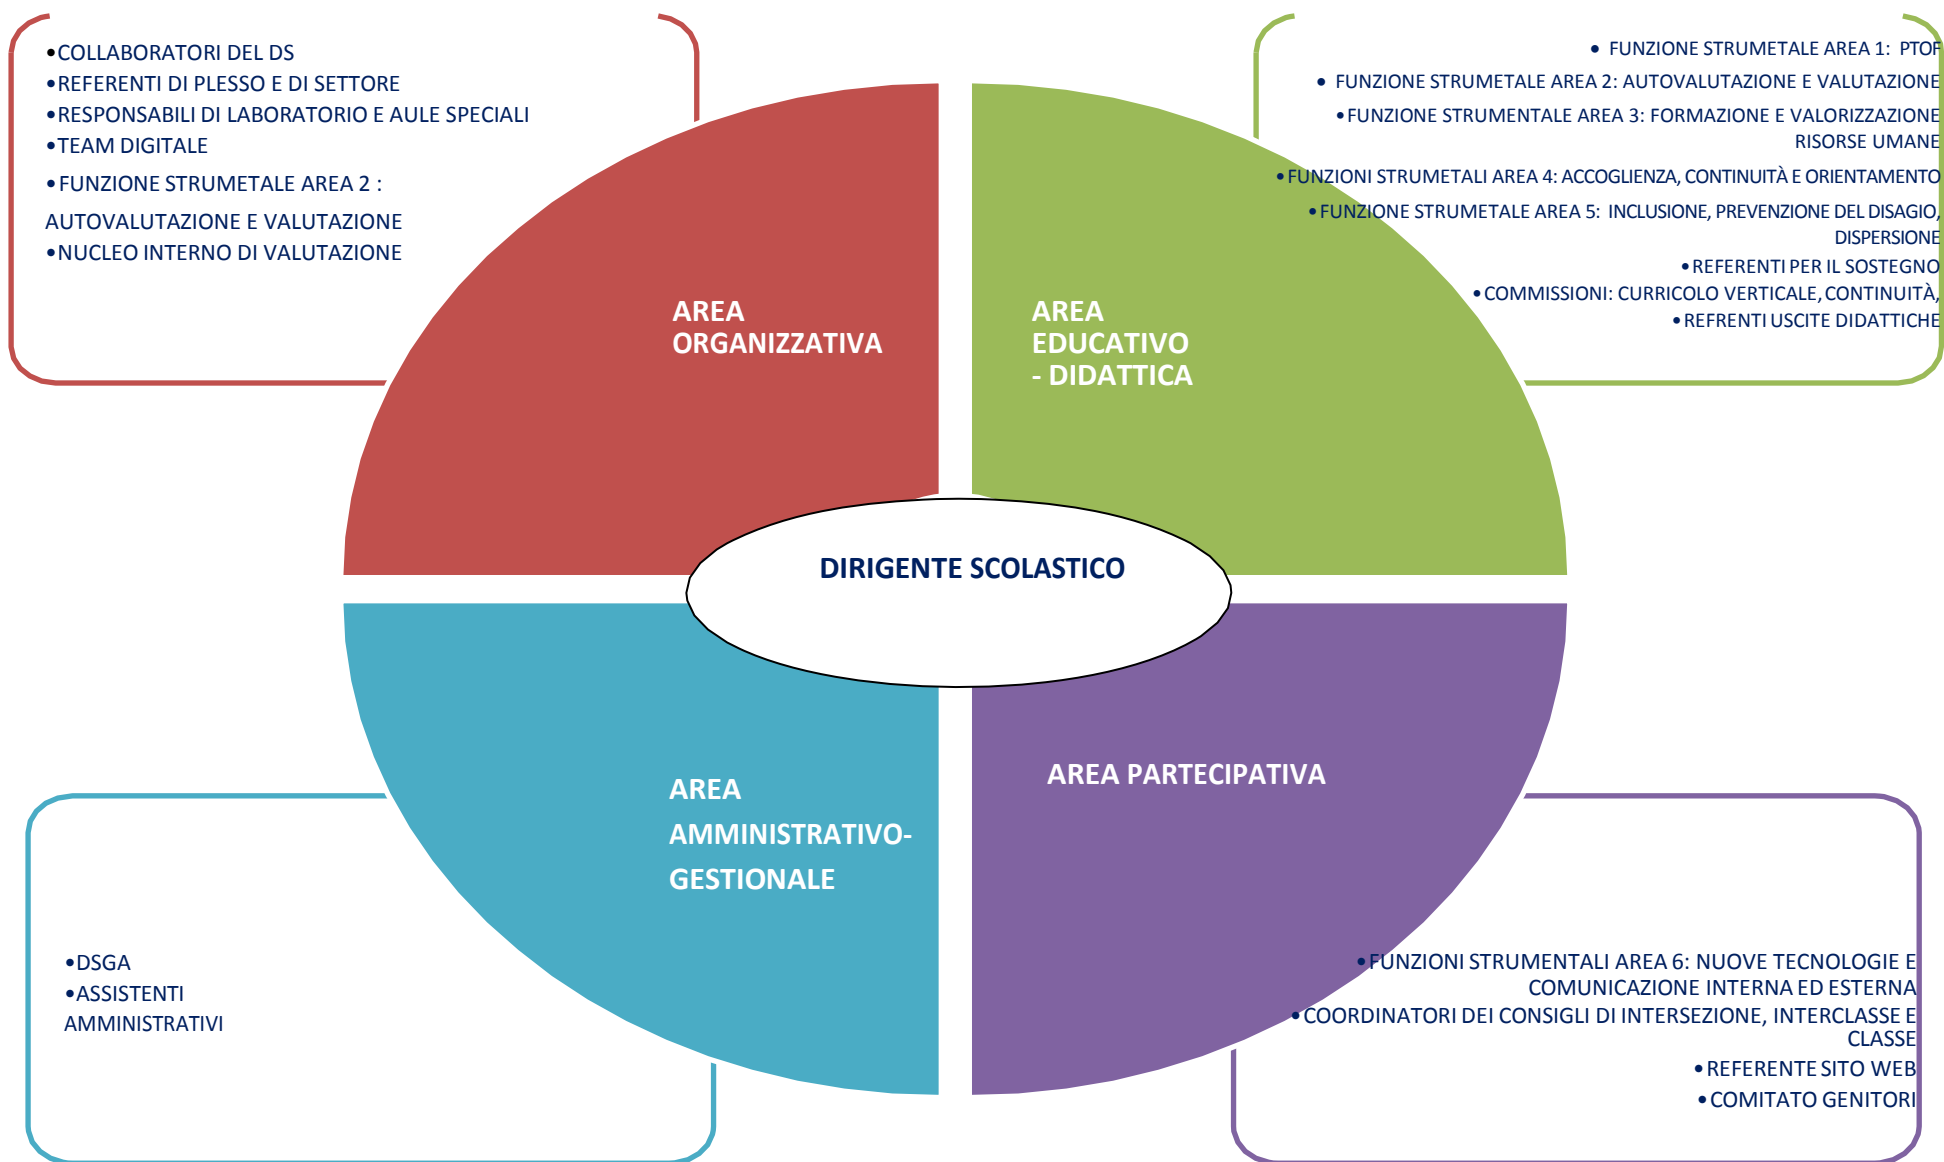 •COLLABORATORI DEL DS
•REFERENTI DI PLESSO E DI SETTORE
•RESPONSABILI DI LABORATORIO E AULE SPECIALI
•TEAM DIGITALE
•FUNZIONE STRUMETALE AREA 2 :
AUTOVALUTAZIONE E VALUTAZIONE
•NUCLEO INTERNO DI VALUTAZIONE
• FUNZIONE STRUMETALE AREA 1: PTOF
• FUNZIONE STRUMETALE AREA 2: AUTOVALUTAZIONE E VALUTAZIONE
•FUNZIONE STRUMENTALE AREA 3: FORMAZIONE E VALORIZZAZIONE
RISORSE UMANE
•FUNZIONI STRUMETALI AREA 4: ACCOGLIENZA, CONTINUITÀ E ORIENTAMENTO
•FUNZIONE STRUMETALE AREA 5: INCLUSIONE, PREVENZIONE DEL DISAGIO,
DISPERSIONE
•REFERENTI PER IL SOSTEGNO
•COMMISSIONI: CURRICOLO VERTICALE, CONTINUITÀ,
•REFRENTI USCITE DIDATTICHE
AREA
ORGANIZZATIVA
AREA
EDUCATIVO
- DIDATTICA
DIRIGENTE SCOLASTICO
AREA
AMMINISTRATIVO-
GESTIONALE
AREA PARTECIPATIVA
•DSGA
•ASSISTENTI
AMMINISTRATIVI
•FUNZIONI STRUMENTALI AREA 6: NUOVE TECNOLOGIE E
COMUNICAZIONE INTERNA ED ESTERNA
•COORDINATORI DEI CONSIGLI DI INTERSEZIONE, INTERCLASSE E
CLASSE
•REFERENTE SITO WEB
•COMITATO GENITORI